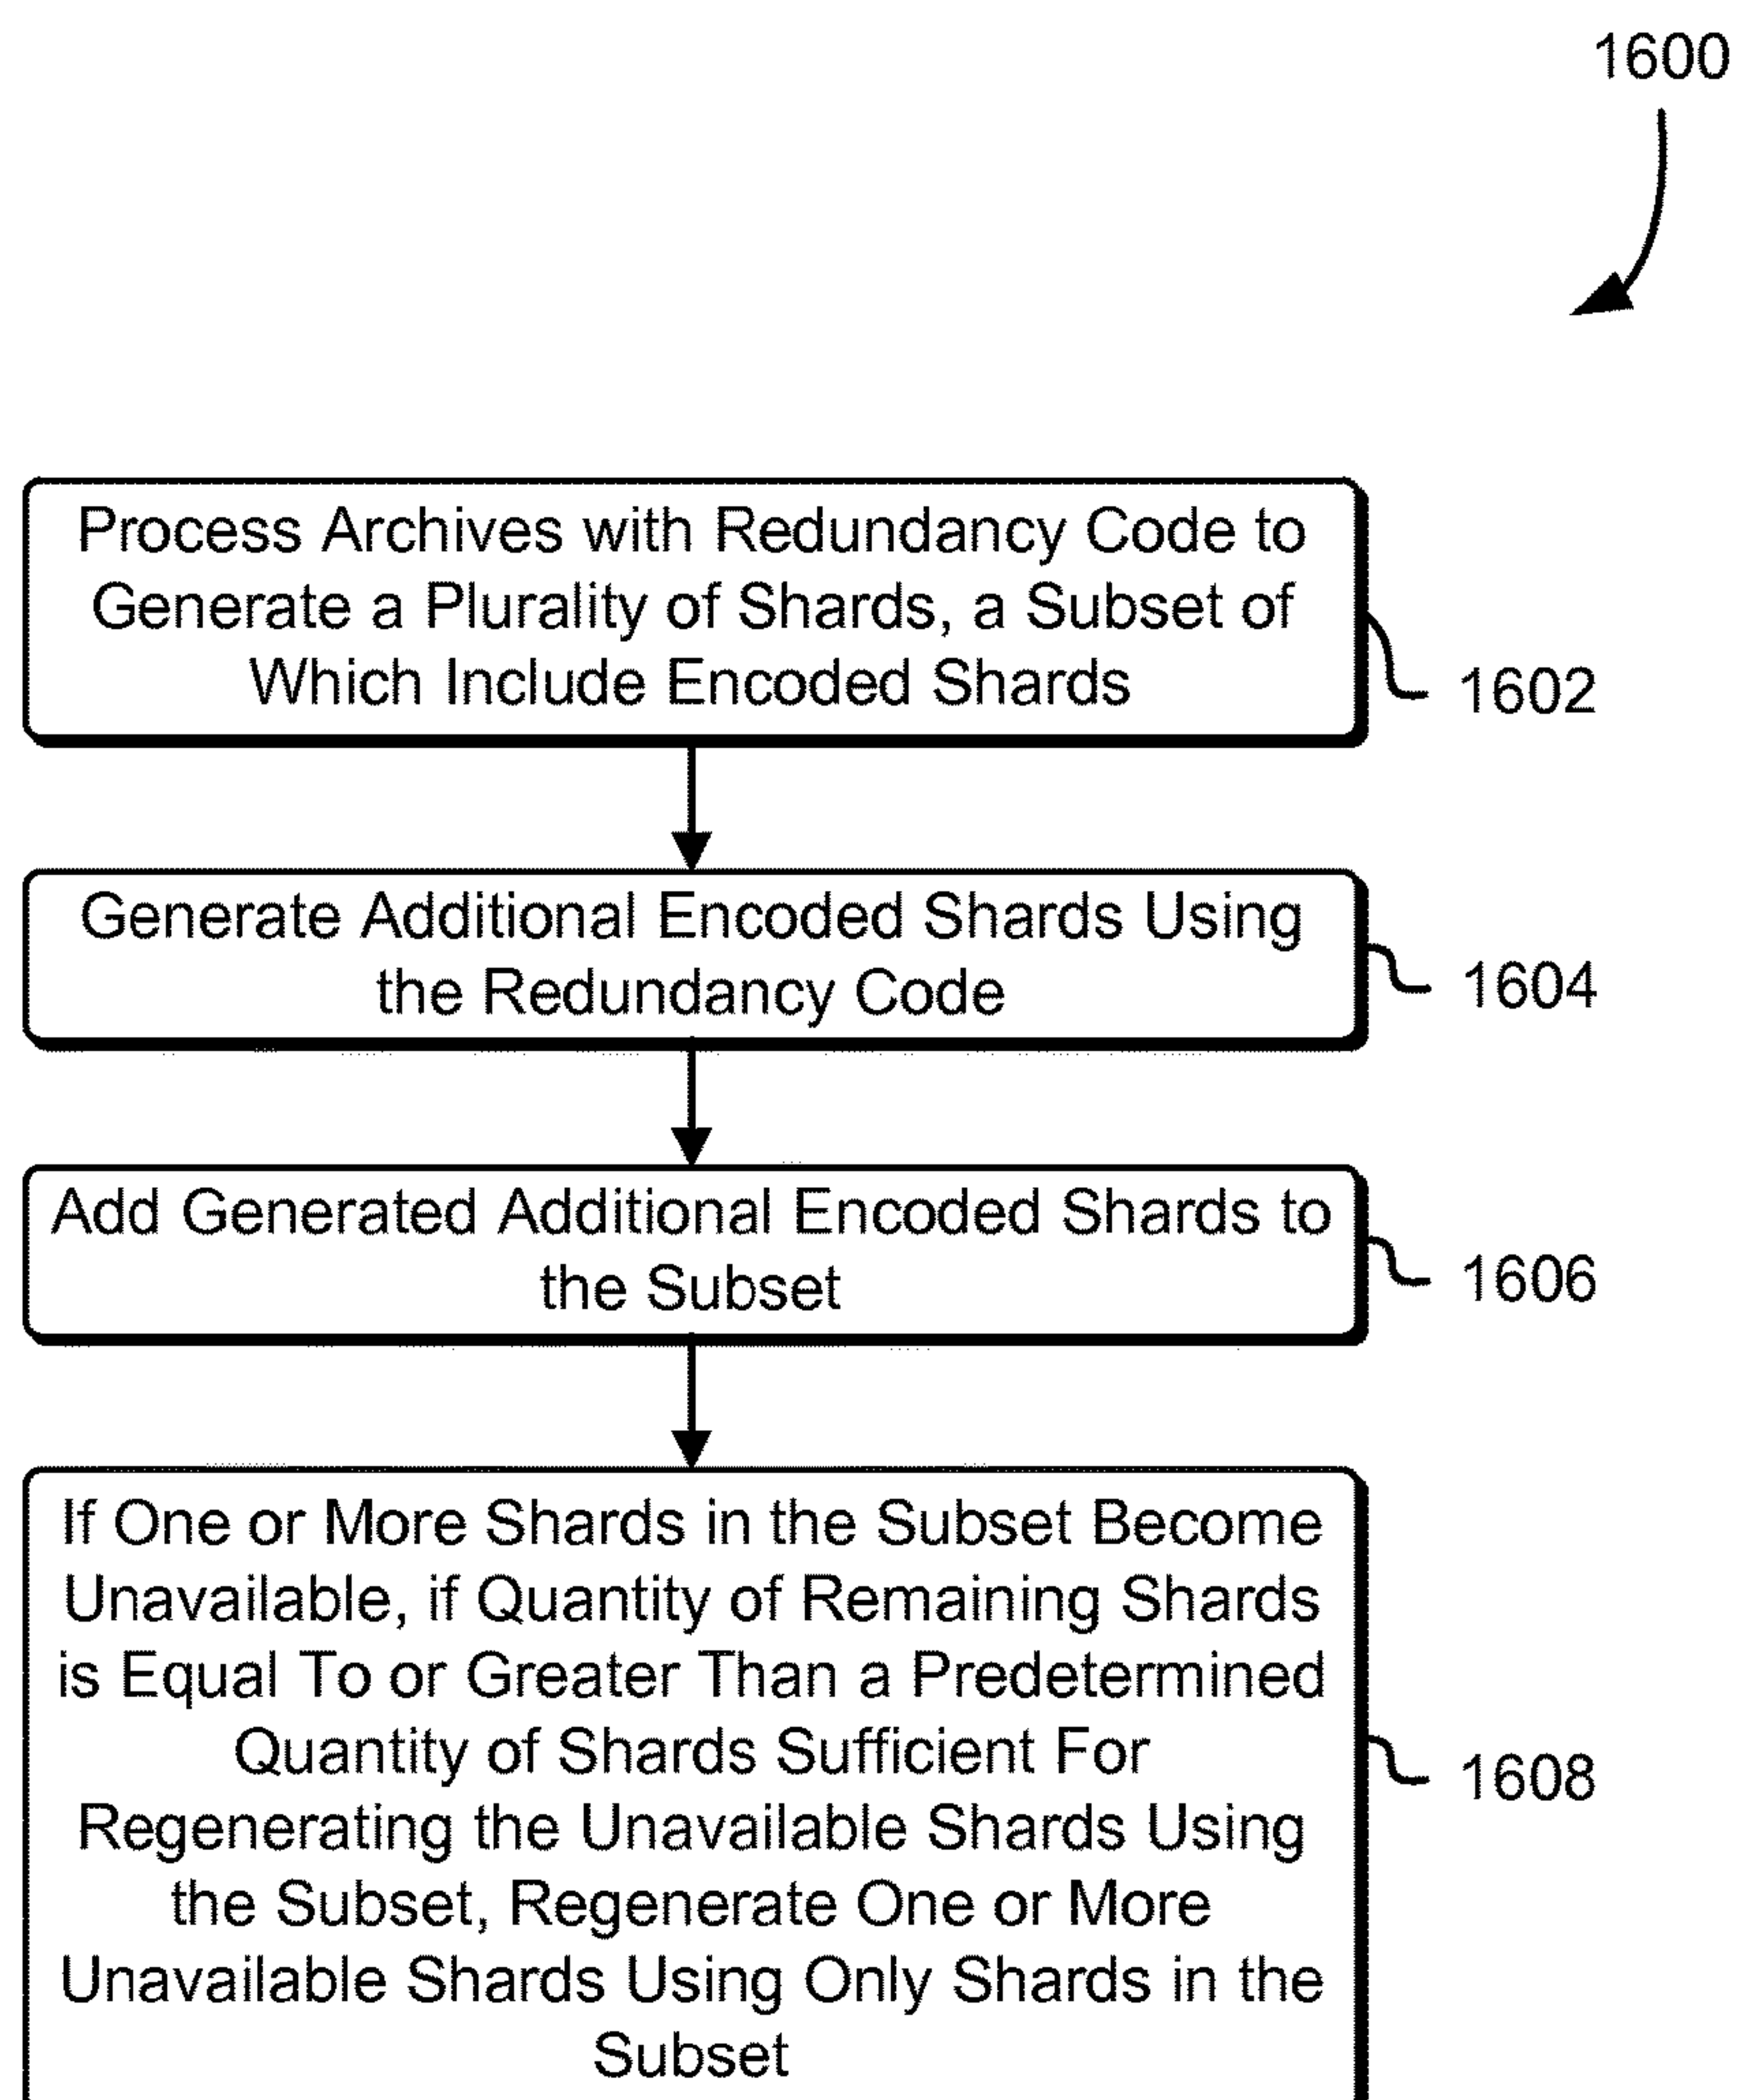 1600
Process Archives with Redundancy Code to
Generate a Plurality of Shards, a Subset of
Which Include Encoded Shards
1602
Generate Additional Encoded Shards Using
the Redundancy Code
1604
Add Generated Additional Encoded Shards to
the Subset
1606
If One or More Shards in the Subset Become
Unavailable, if Quantity of Remaining Shards
is Equal To or Greater Than a Predetermined
Quantity of Shards Sufficient For
Regenerating the Unavailable Shards Using
the Subset, Regenerate One or More
Unavailable Shards Using Only Shards in the
Subset
1608